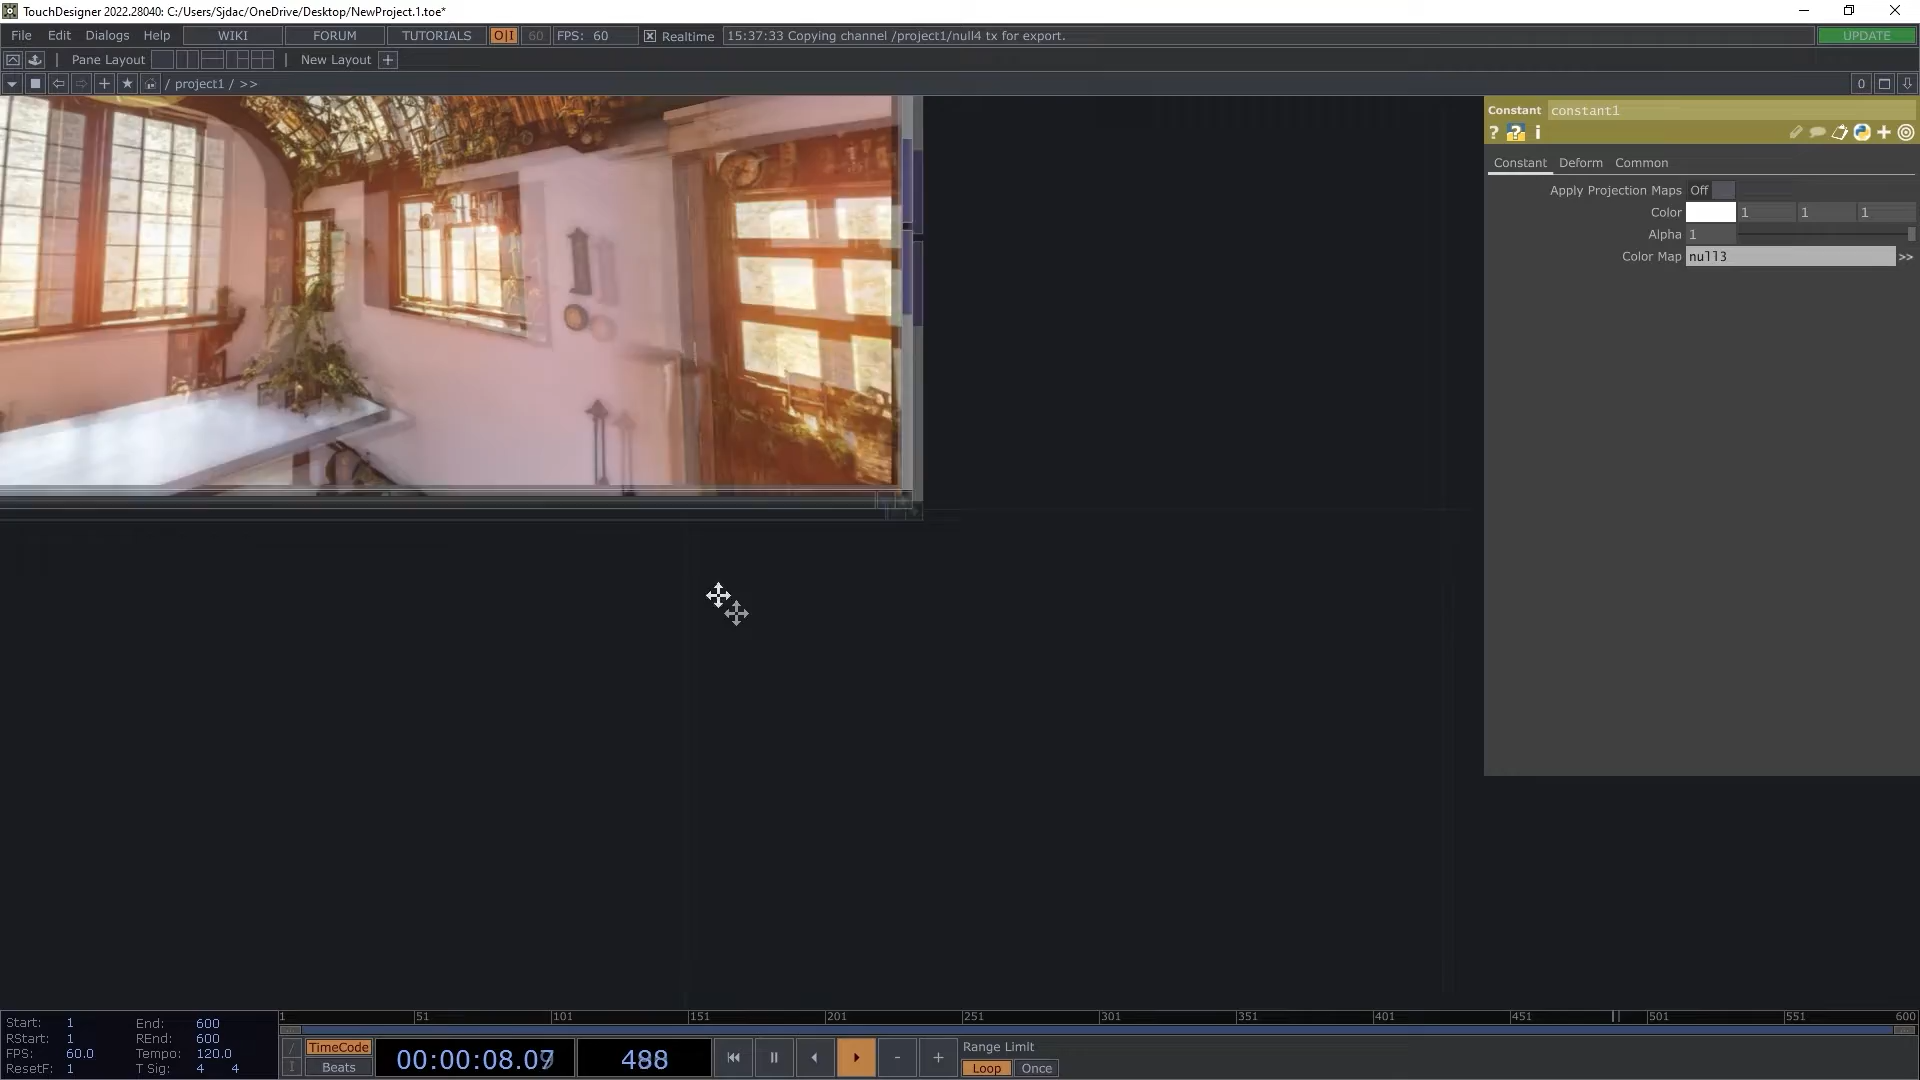 TouchDesigner 2022.28040: C:/Users/Sjdac/OneDrive/Desktop/NewProject.1.toe*
File Edit Dialogs Help WIKI FORUM TUTORIALS O|I 60 FPS: 60 Realtime 15:37:33 Copying channel /project1/null4 tx for export. UPDATE
Pane Layout New Layout +
/ project1 / >> 0
Constant constant1
? ? i
Constant Deform Common
Apply Projection Maps Off
Color 1 1 1
Alpha 1
Color Map null3 >>
1 51 101 151 201 251 301 351 401 451 501 551 600
Start: 1 End: 600
RStart: 1 REnd: 600
FPS: 60.0 Tempo: 120.0
ResetF: 1 T Sig: 4 4
/ TimeCode
I Beats
00:00:08.07 488 - +
Range Limit
Loop Once